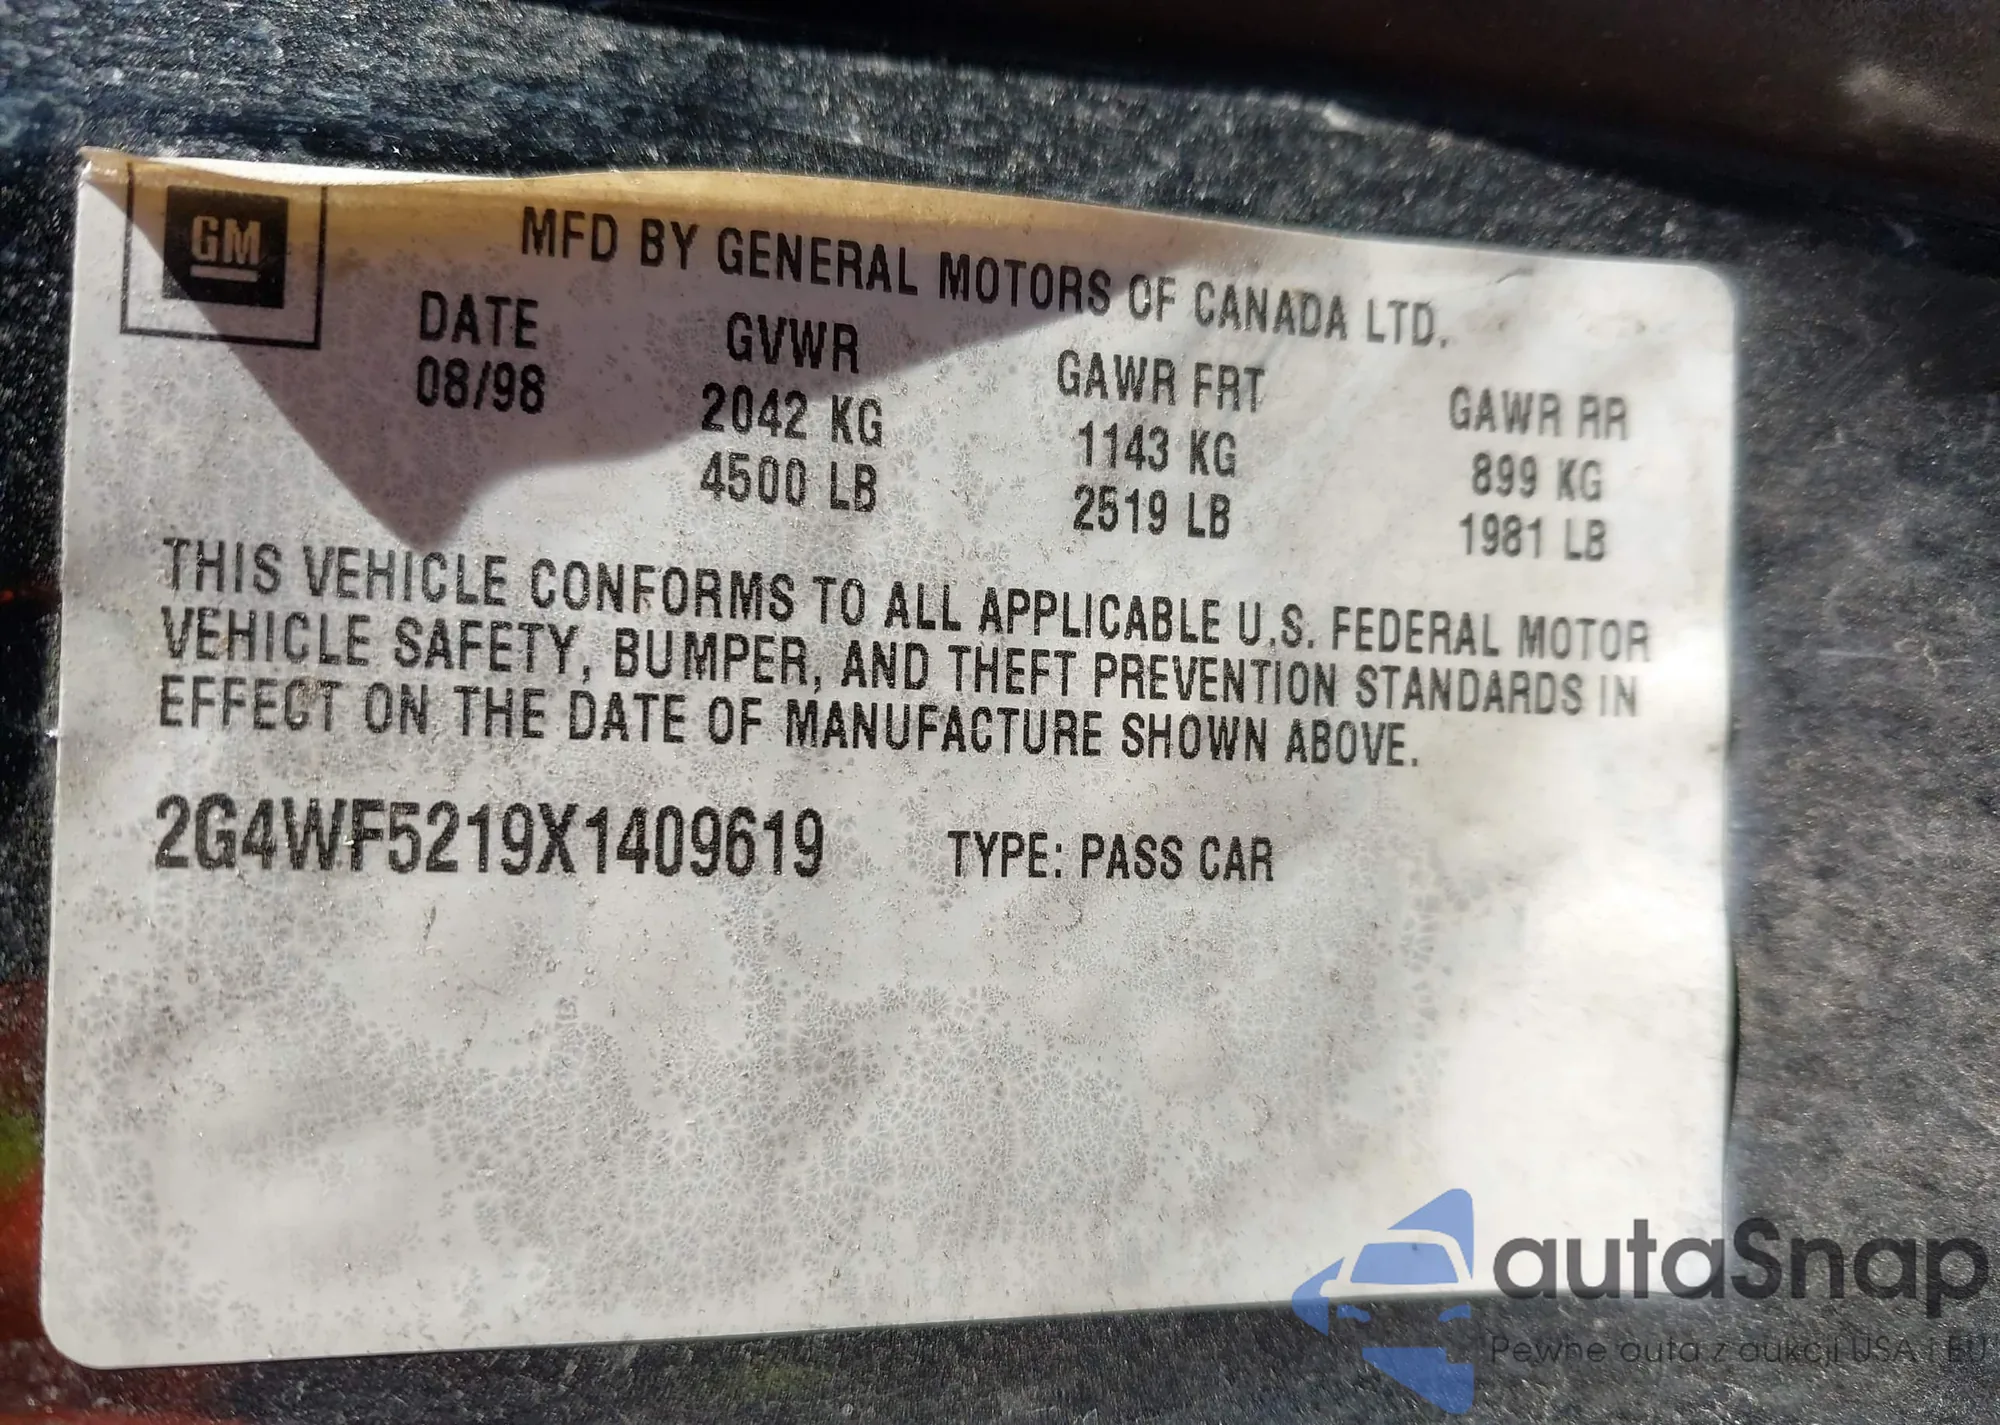 GM
MFD BY GENERAL MOTORS OF CANADA LTD.
DATE GVWR GAWR FRT GAWR RR
08/98 2042 KG 1143 KG 899 KG
4500 LB 2519 LB 1981 LB
THIS VEHICLE CONFORMS TO ALL APPLICABLE U.S. FEDERAL MOTOR
VEHICLE SAFETY, BUMPER, AND THEFT PREVENTION STANDARDS IN
EFFECT ON THE DATE OF MANUFACTURE SHOWN ABOVE.
2G4WF5219X1409619 TYPE: PASS CAR
autaSnap
Pewne auta z aukcji USA i EU